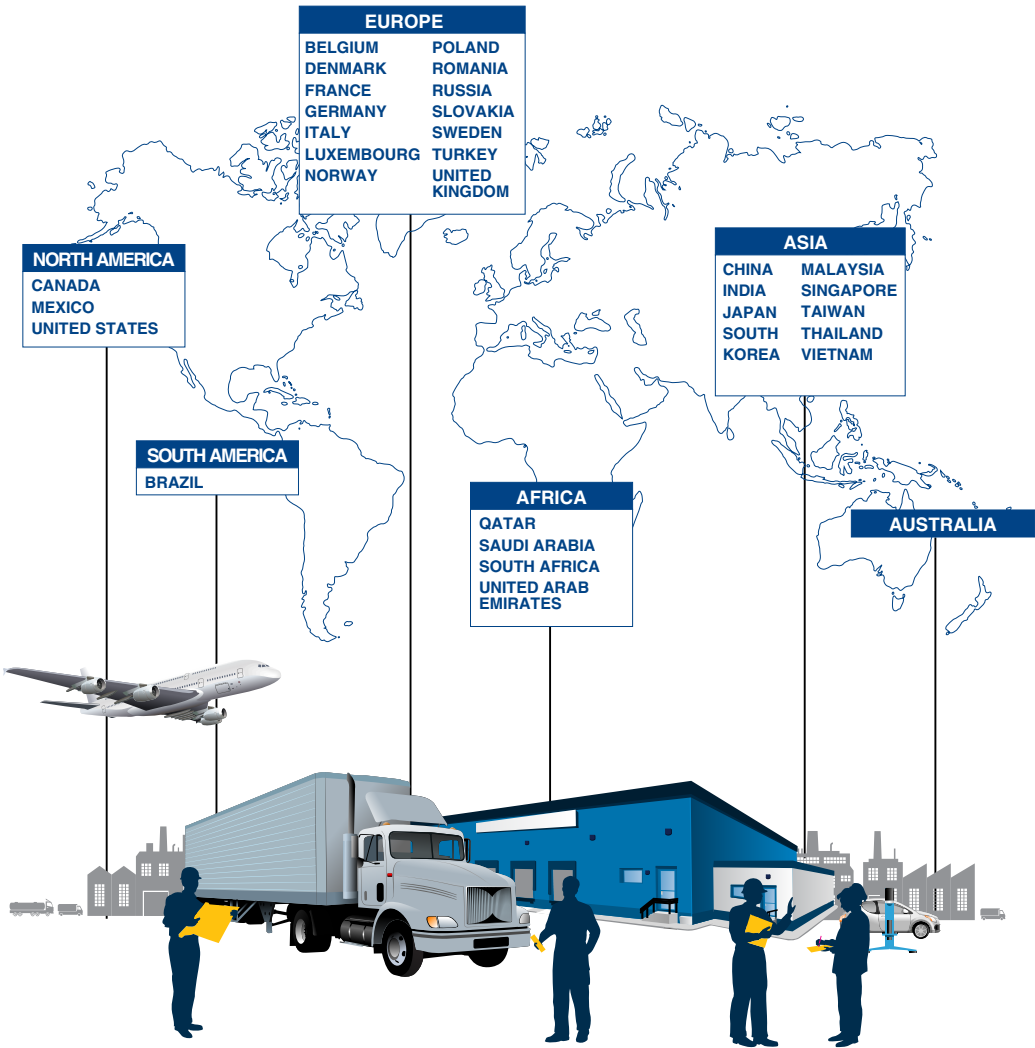 EUROPE
BELGIUM
DENMARK
FRANCE
GERMANY
ITALY
LUXEMBOURG
NORWAY
POLAND
ROMANIA
RUSSIA
SLOVAKIA
SWEDEN
TURKEY
UNITED
KINGDOM
NORTH AMERICA
CANADA
MEXICO
UNITED STATES
ASIA
CHINA
INDIA
JAPAN
SOUTH
KOREA
MALAYSIA
SINGAPORE
TAIWAN
THAILAND
VIETNAM
SOUTH AMERICA
BRAZIL
AFRICA
QATAR
SAUDI ARABIA
SOUTH AFRICA
UNITED ARAB
EMIRATES
AUSTRALIA